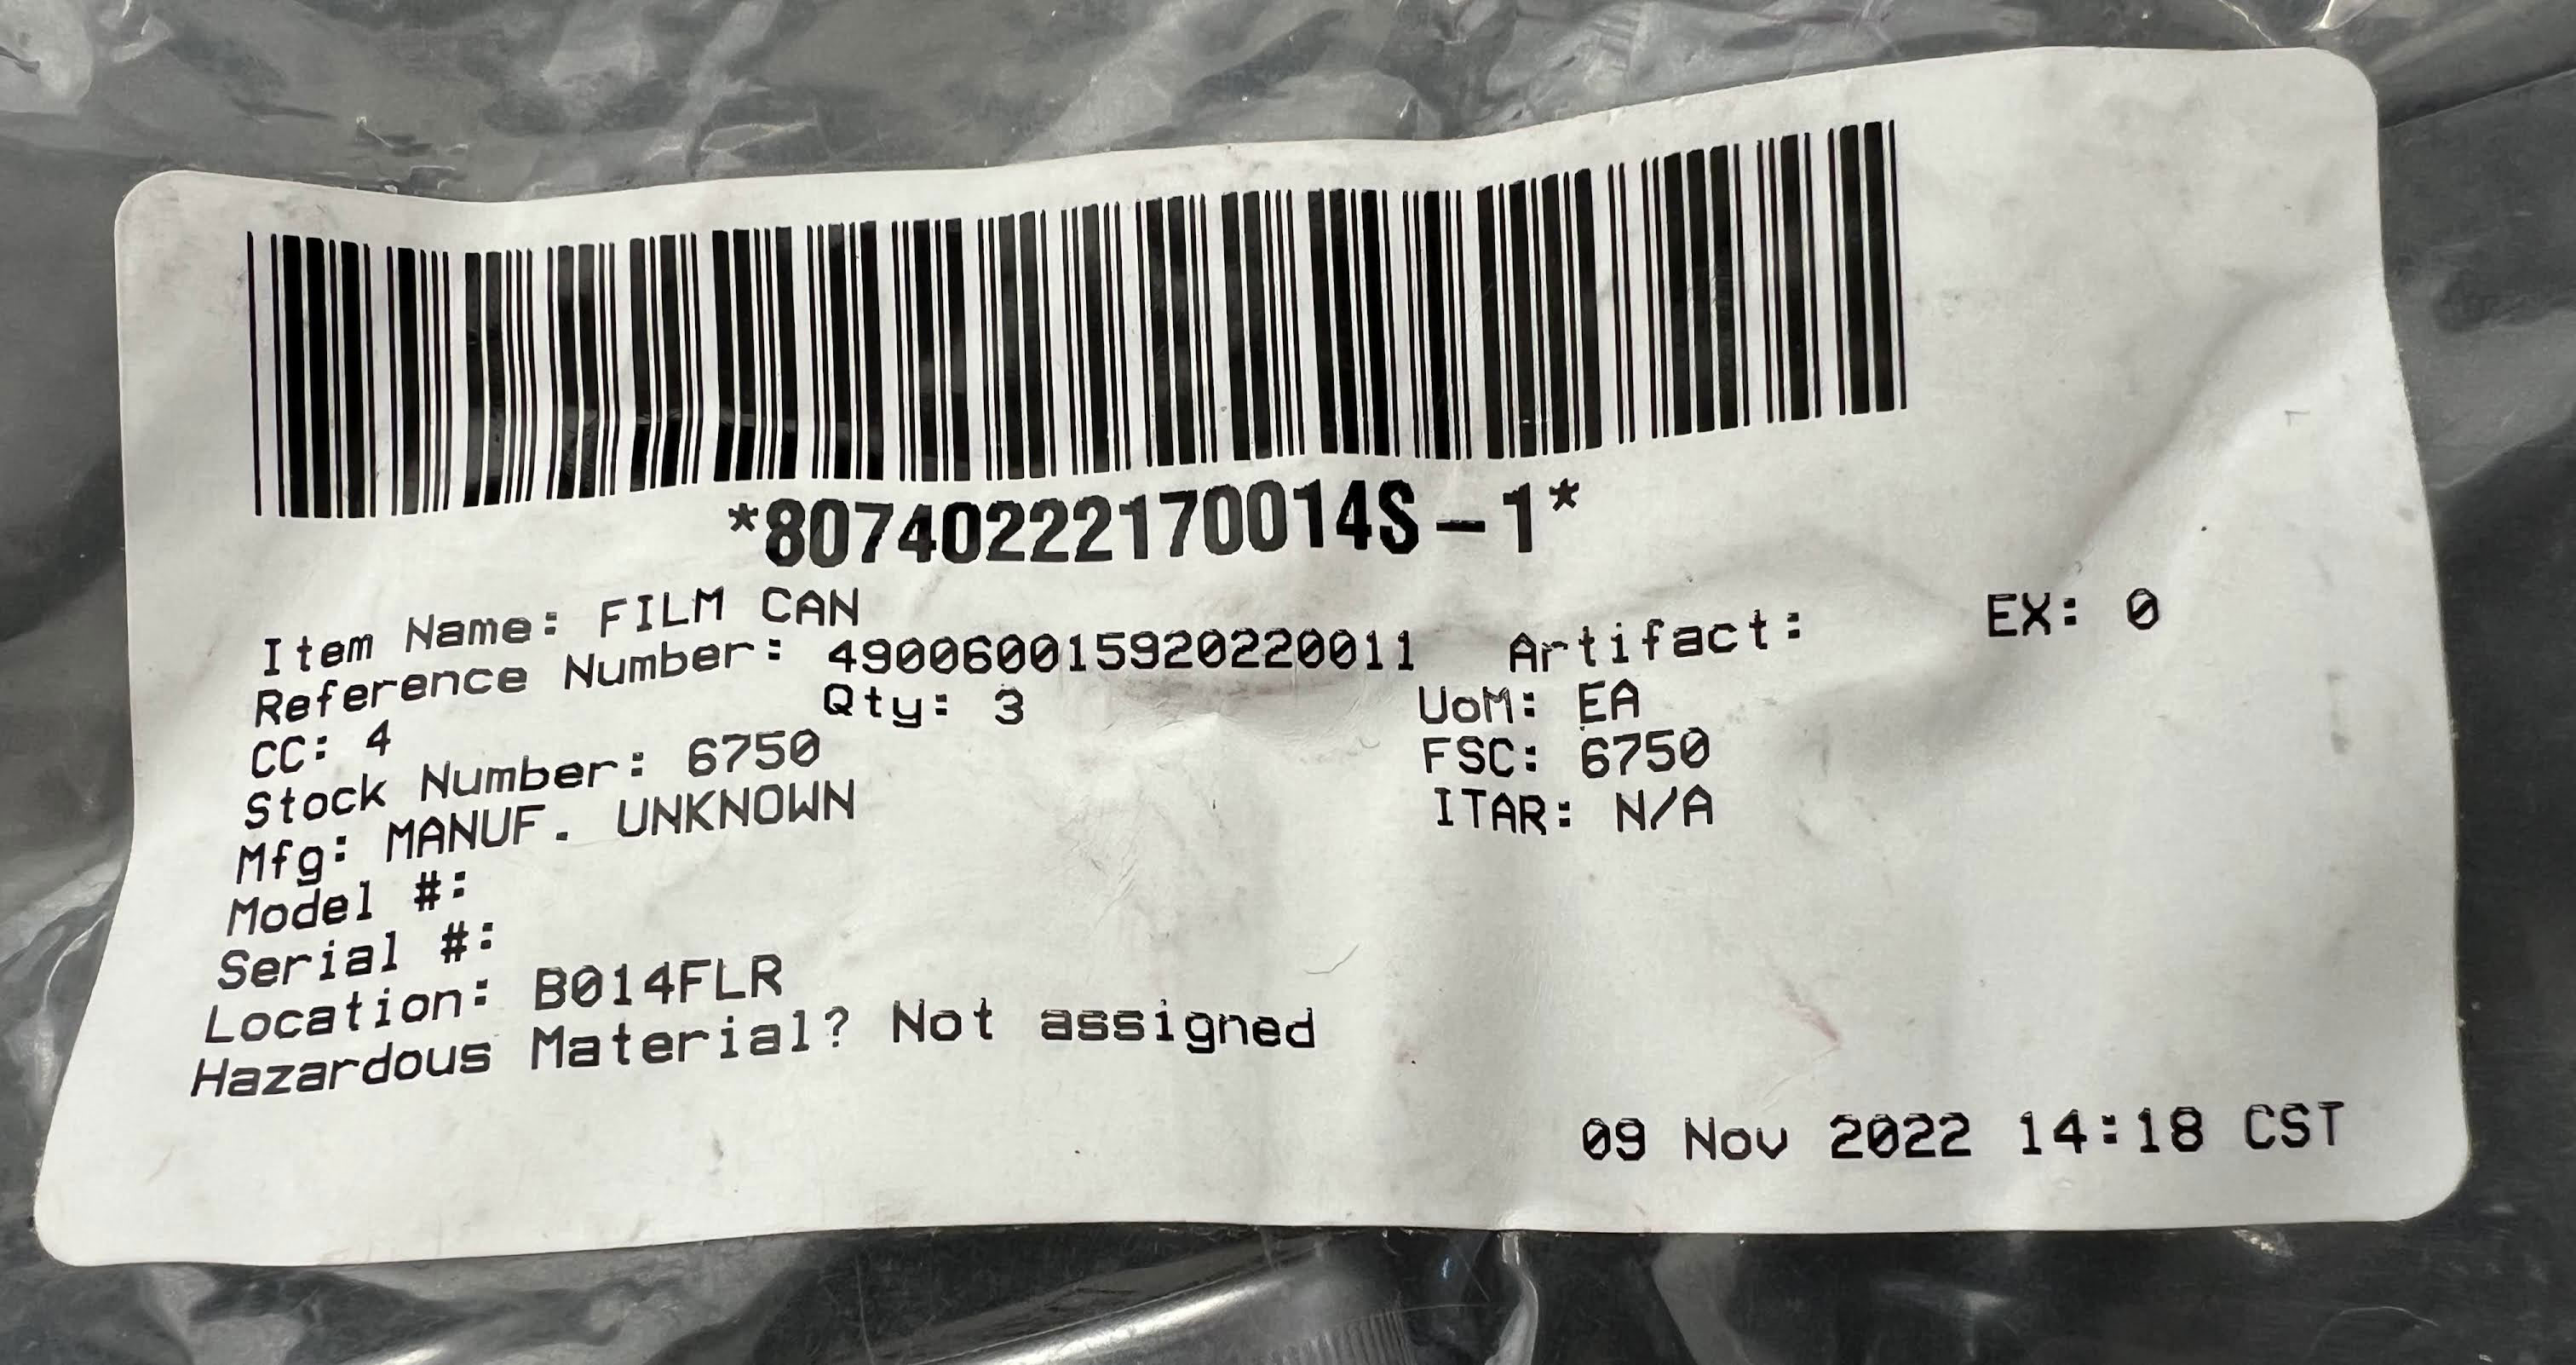 *80740222170014S-1*
Item Name: FILM CAN
Reference Number: 490060015920220011 Artifact: EX: 0
CC: 4 Qty: 3 UoM: EA
Stock Number: 6750 FSC: 6750
Mfg: MANUF. UNKNOWN ITAR: N/A
Model #:
Serial #:
Location: B014FLR
Hazardous Material? Not assigned
09 Nov 2022 14:18 CST